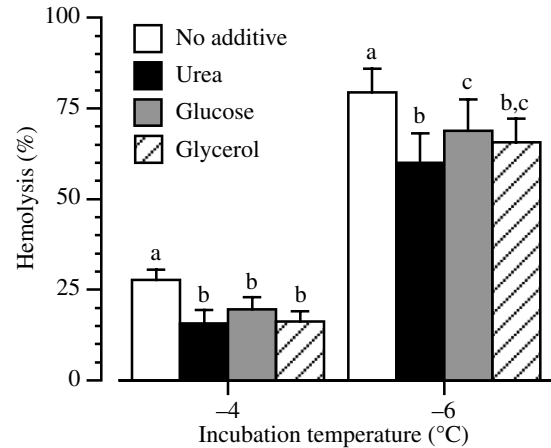 100
75
50
25
0
Hemolysis (%)
No additive
Urea
Glucose
Glycerol
a
b
b
b
a
b
c
b,c
–4
–6
Incubation temperature (°C)